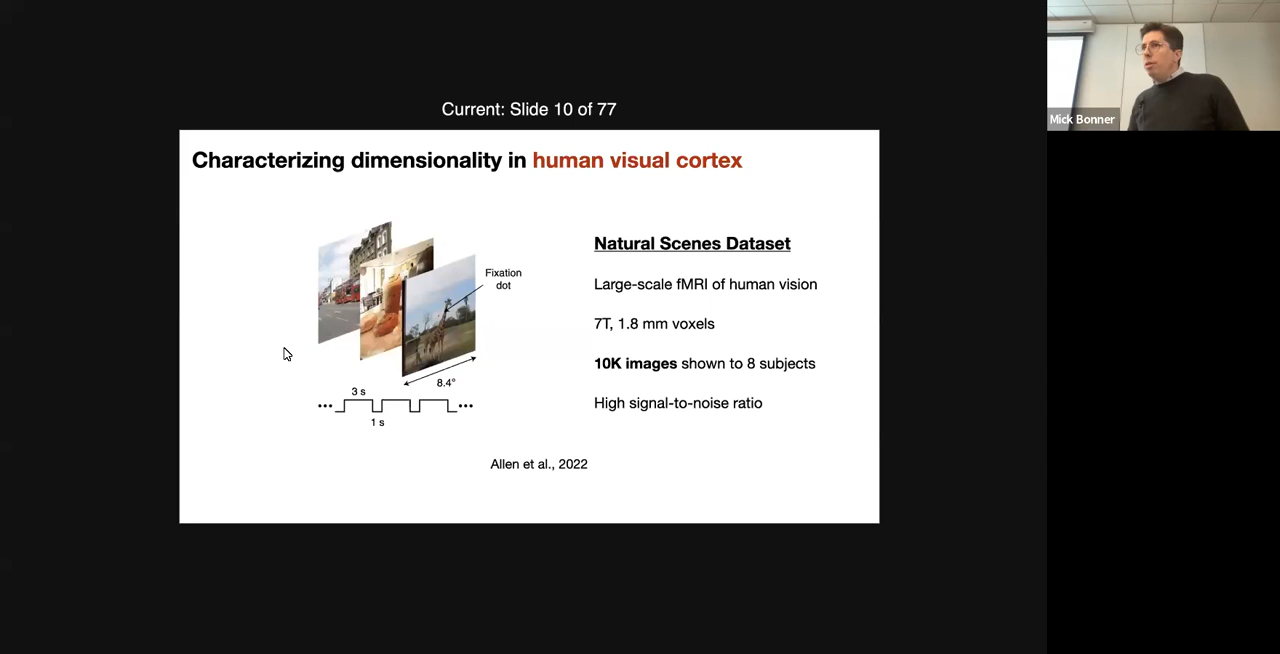 Current: Slide 10 of 77
Mick Bonner
Characterizing dimensionality in human visual cortex
Fixation
dot
8.4°
3 s
1 s
Natural Scenes Dataset
Large-scale fMRI of human vision
7T, 1.8 mm voxels
10K images shown to 8 subjects
High signal-to-noise ratio
Allen et al., 2022